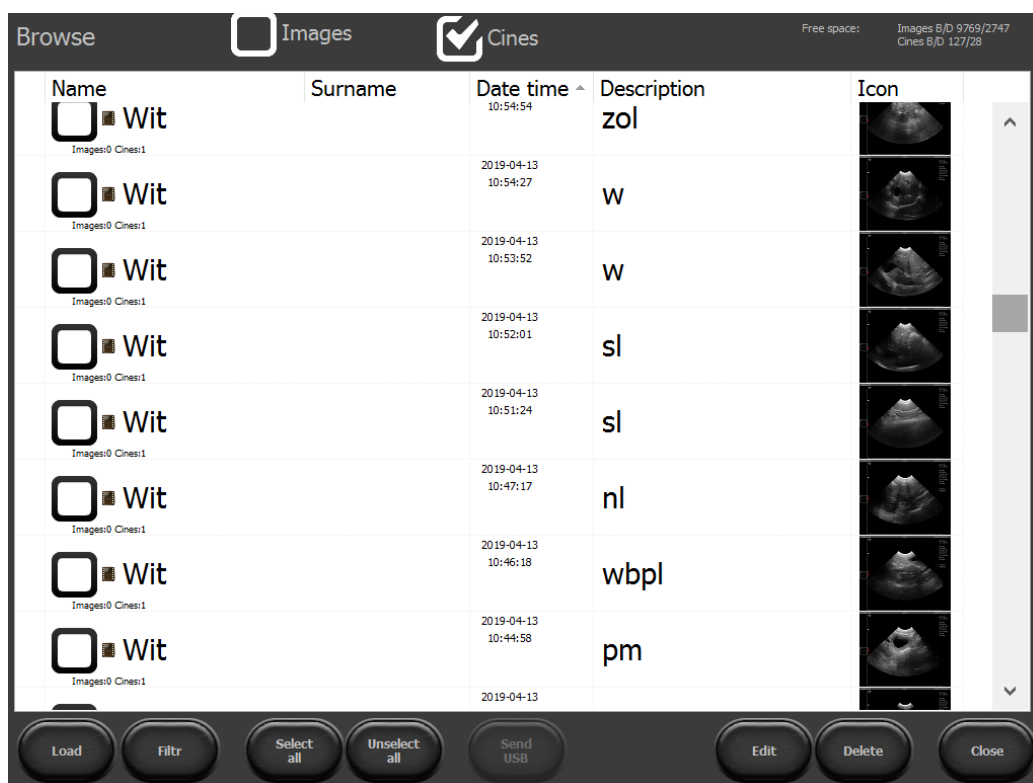 Browse
Images
Cines
Free space:
Images B/D 9769/2747
Cines B/D 127/28
Name Surname Date time Description Icon
10:54:54
Wit zol
Images:0 Cines:1
2019-04-13
10:54:27
Wit w
Images:0 Cines:1
2019-04-13
10:53:52
Wit w
Images:0 Cines:1
2019-04-13
10:52:01
Wit sl
Images:0 Cines:1
2019-04-13
10:51:24
Wit sl
Images:0 Cines:1
2019-04-13
10:47:17
Wit nl
Images:0 Cines:1
2019-04-13
10:46:18
Wit wbpl
Images:0 Cines:1
2019-04-13
10:44:58
Wit pm
Images:0 Cines:1
2019-04-13
Load
Filtr
Select all
Unselect all
Send USB
Edit
Delete
Close